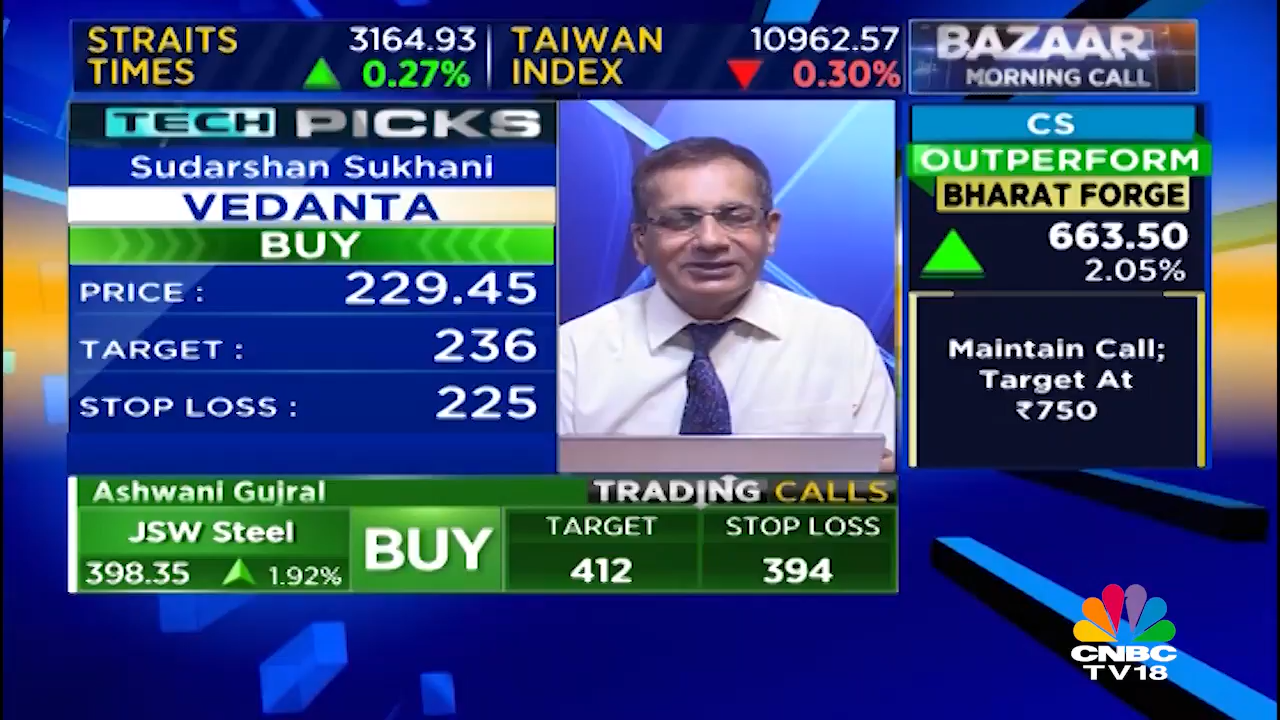 STRAITS TIMES 3164.93 0.27%
TAIWAN INDEX 10962.57 0.30%
BAZAAR
MORNING CALL
TECH PICKS
Sudarshan Sukhani
VEDANTA
BUY
PRICE : 229.45
TARGET : 236
STOP LOSS : 225
CS
OUTPERFORM
BHARAT FORGE
663.50
2.05%
Maintain Call;
Target At
₹750
Ashwani Gujral
TRADING CALLS
JSW Steel
398.35 1.92%
BUY
TARGET STOP LOSS
412 394
CNBC
TV18